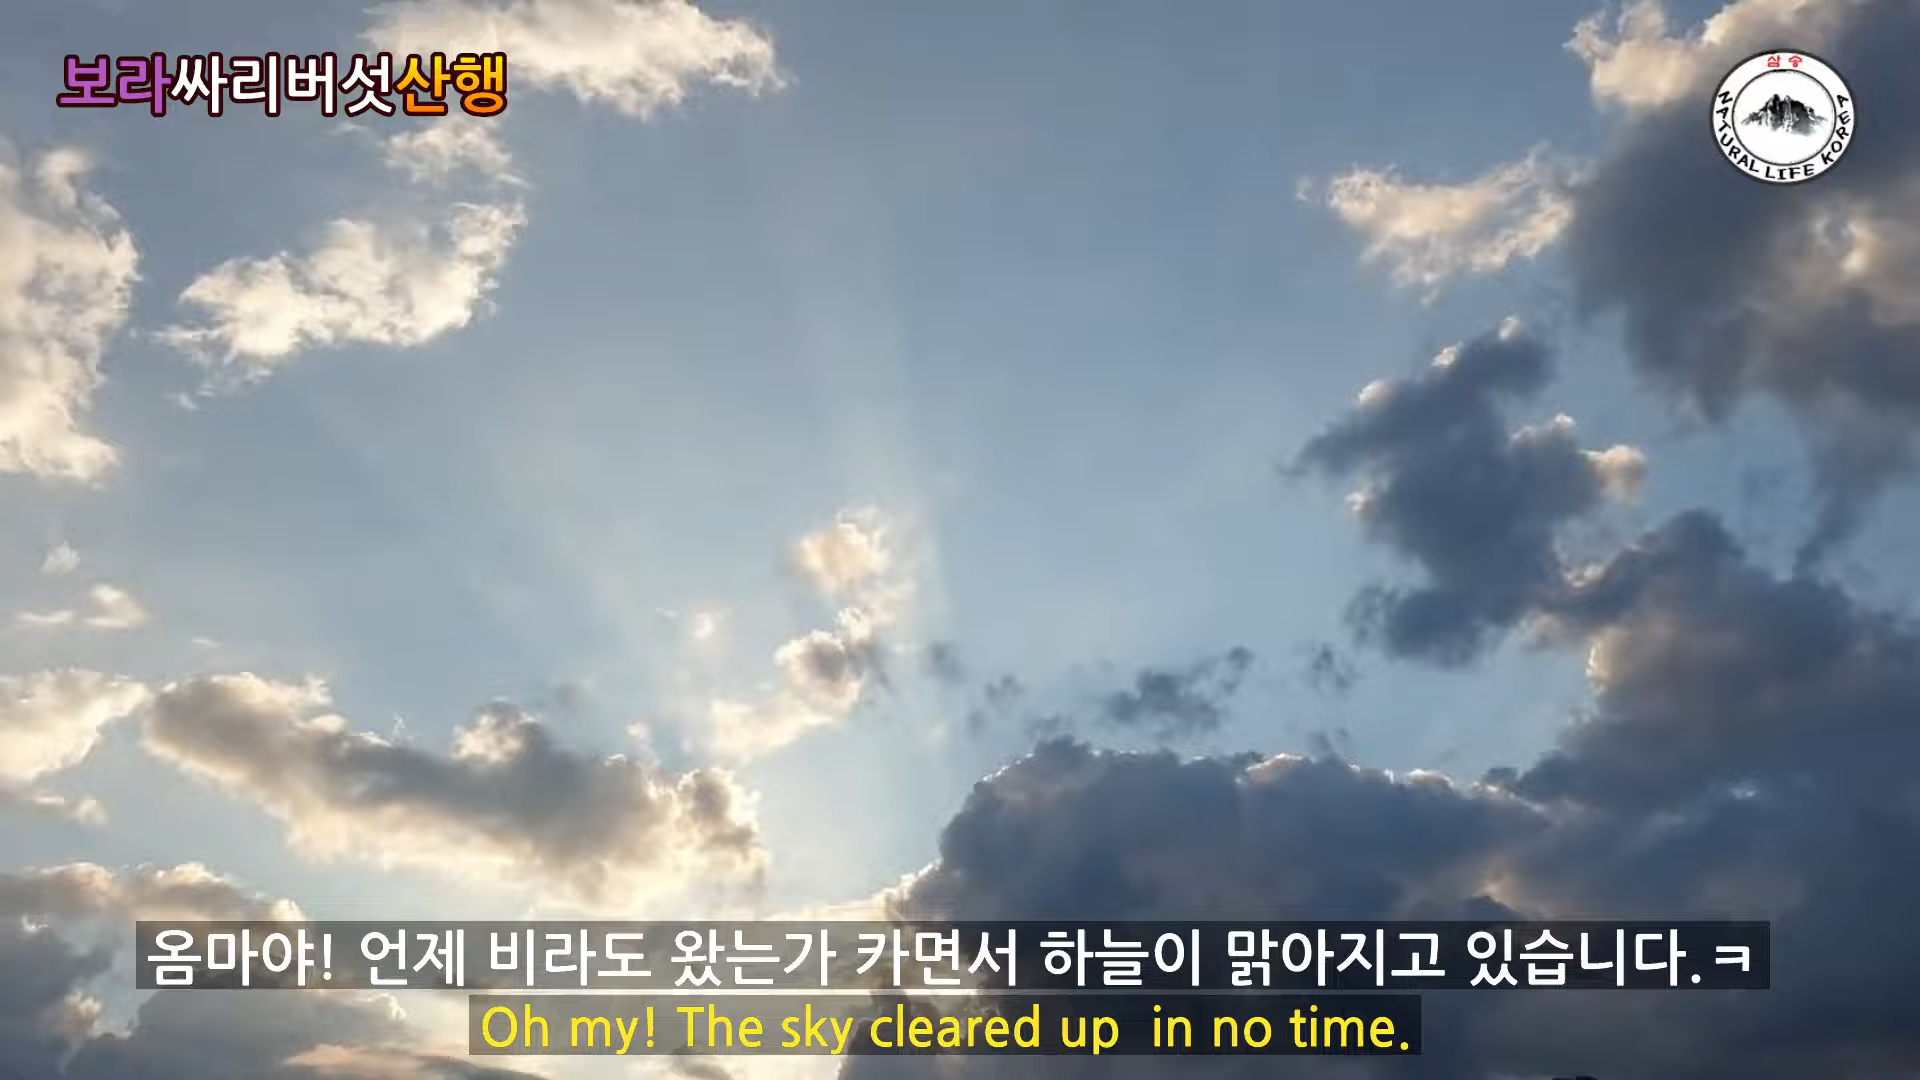 보라싸리버섯산행
삼송
NATURAL LIFE KOREA
옴마야! 언제 비라도 왔는가 카면서 하늘이 맑아지고 있습니다.ㅋ
Oh my! The sky cleared up  in no time.